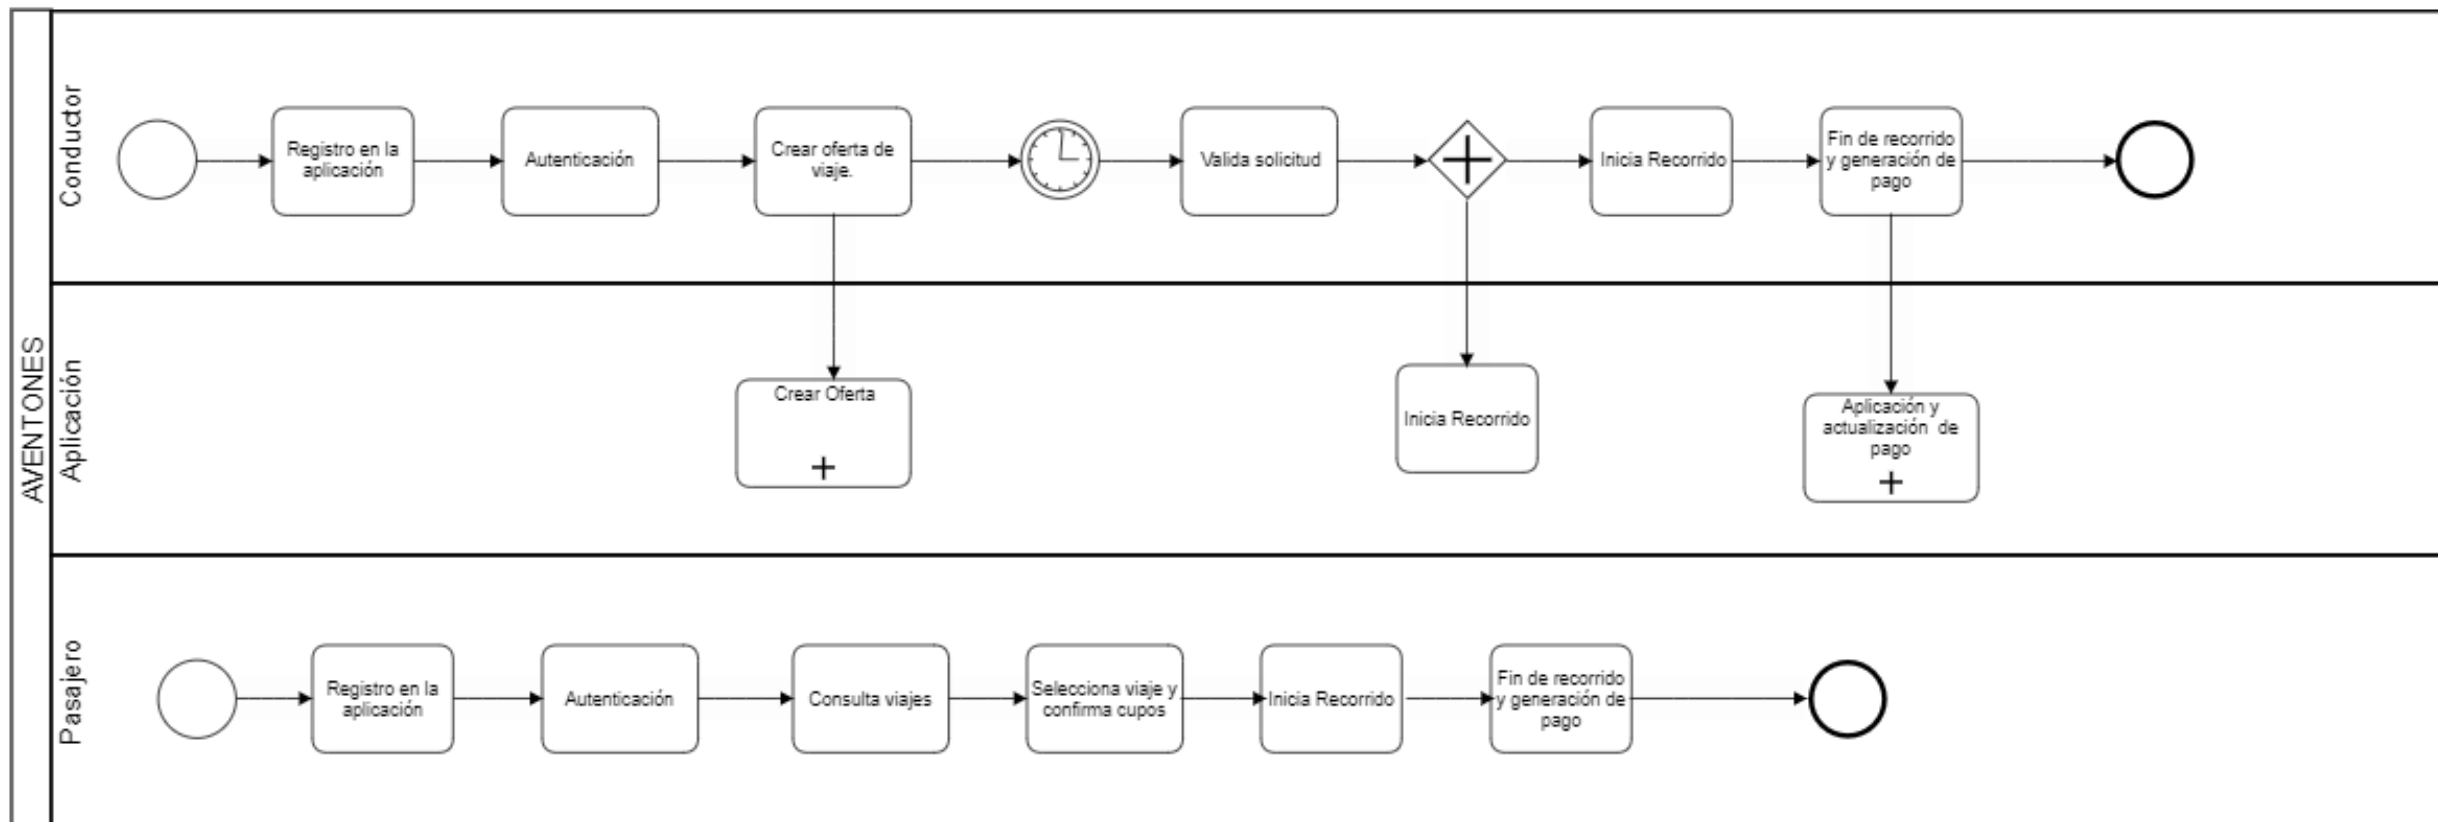 AVENTONES
Conductor
Registro en la
aplicación
Autenticación
Crear oferta de
viaje.
Valida solicitud
Inicia Recorrido
Fin de recorrido
y generación de
pago
Aplicación
Crear Oferta
Inicia Recorrido
Aplicación y
actualización de
pago
Pasajero
Registro en la
aplicación
Autenticación
Consulta viajes
Selecciona viaje y
confirma cupos
Inicia Recorrido
Fin de recorrido
y generación de
pago